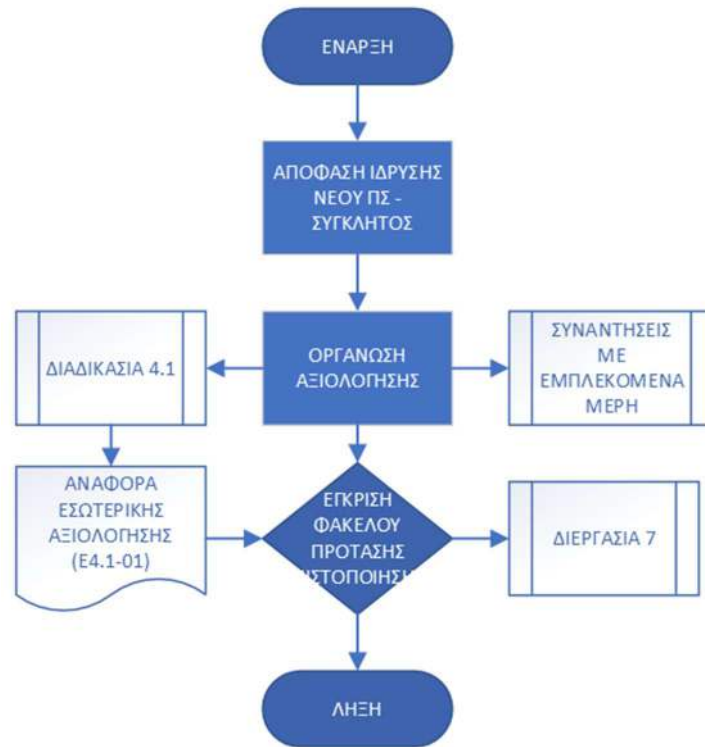 ΕΝΑΡΞΗ
ΑΠΟΦΑΣΗ ΙΔΡΥΣΗΣ
ΝΕΟΥ ΠΣ -
ΣΥΓΚΛΗΤΟΣ
ΔΙΑΔΙΚΑΣΙΑ 4.1
ΟΡΓΑΝΩΣΗ
ΑΞΙΟΛΟΓΗΣΗΣ
ΣΥΝΑΝΤΗΣΕΙΣ
ΜΕ
ΕΜΠΛΕΚΟΜΕΝΑ
ΜΕΡΗ
ΑΝΑΦΟΡΑ
ΕΣΩΤΕΡΙΚΗΣ
ΑΞΙΟΛΟΓΗΣΗΣ
(Ε4.1-01)
ΕΓΚΡΙΣΗ
ΦΑΚΕΛΟΥ
ΠΡΟΤΑΣΗΣ
ΙΣΤΟΠΟΙΗΣΗ
ΔΙΕΡΓΑΣΙΑ 7
ΛΗΞΗ